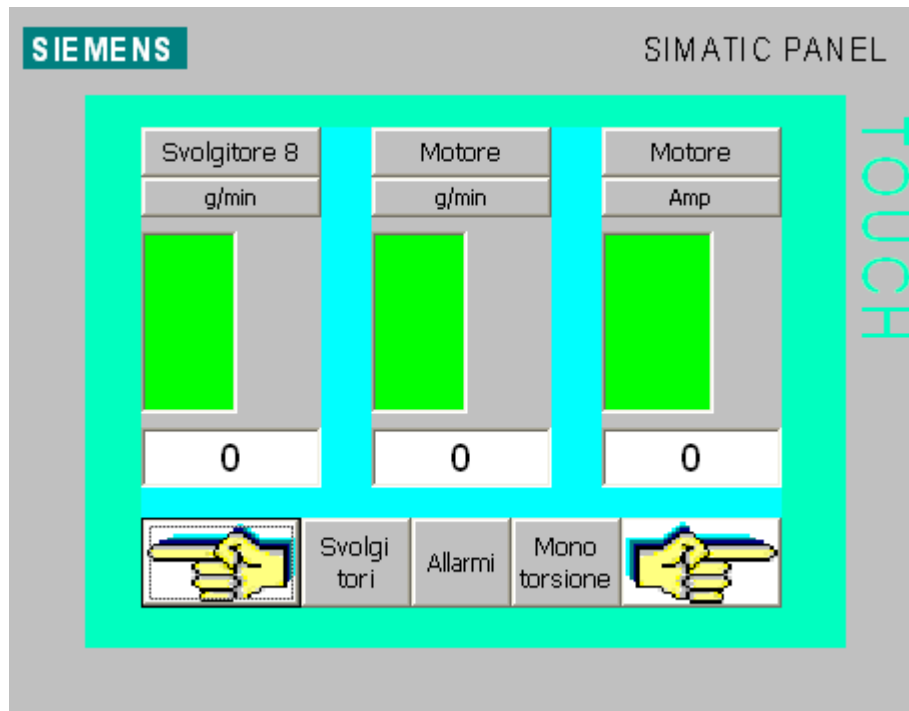 SIEMENS
SIMATIC PANEL
TOUCH
Svolgitore 8
Motore
Motore
g/min
g/min
Amp
0
0
0
Svolgi
tori
Allarmi
Mono
torsione